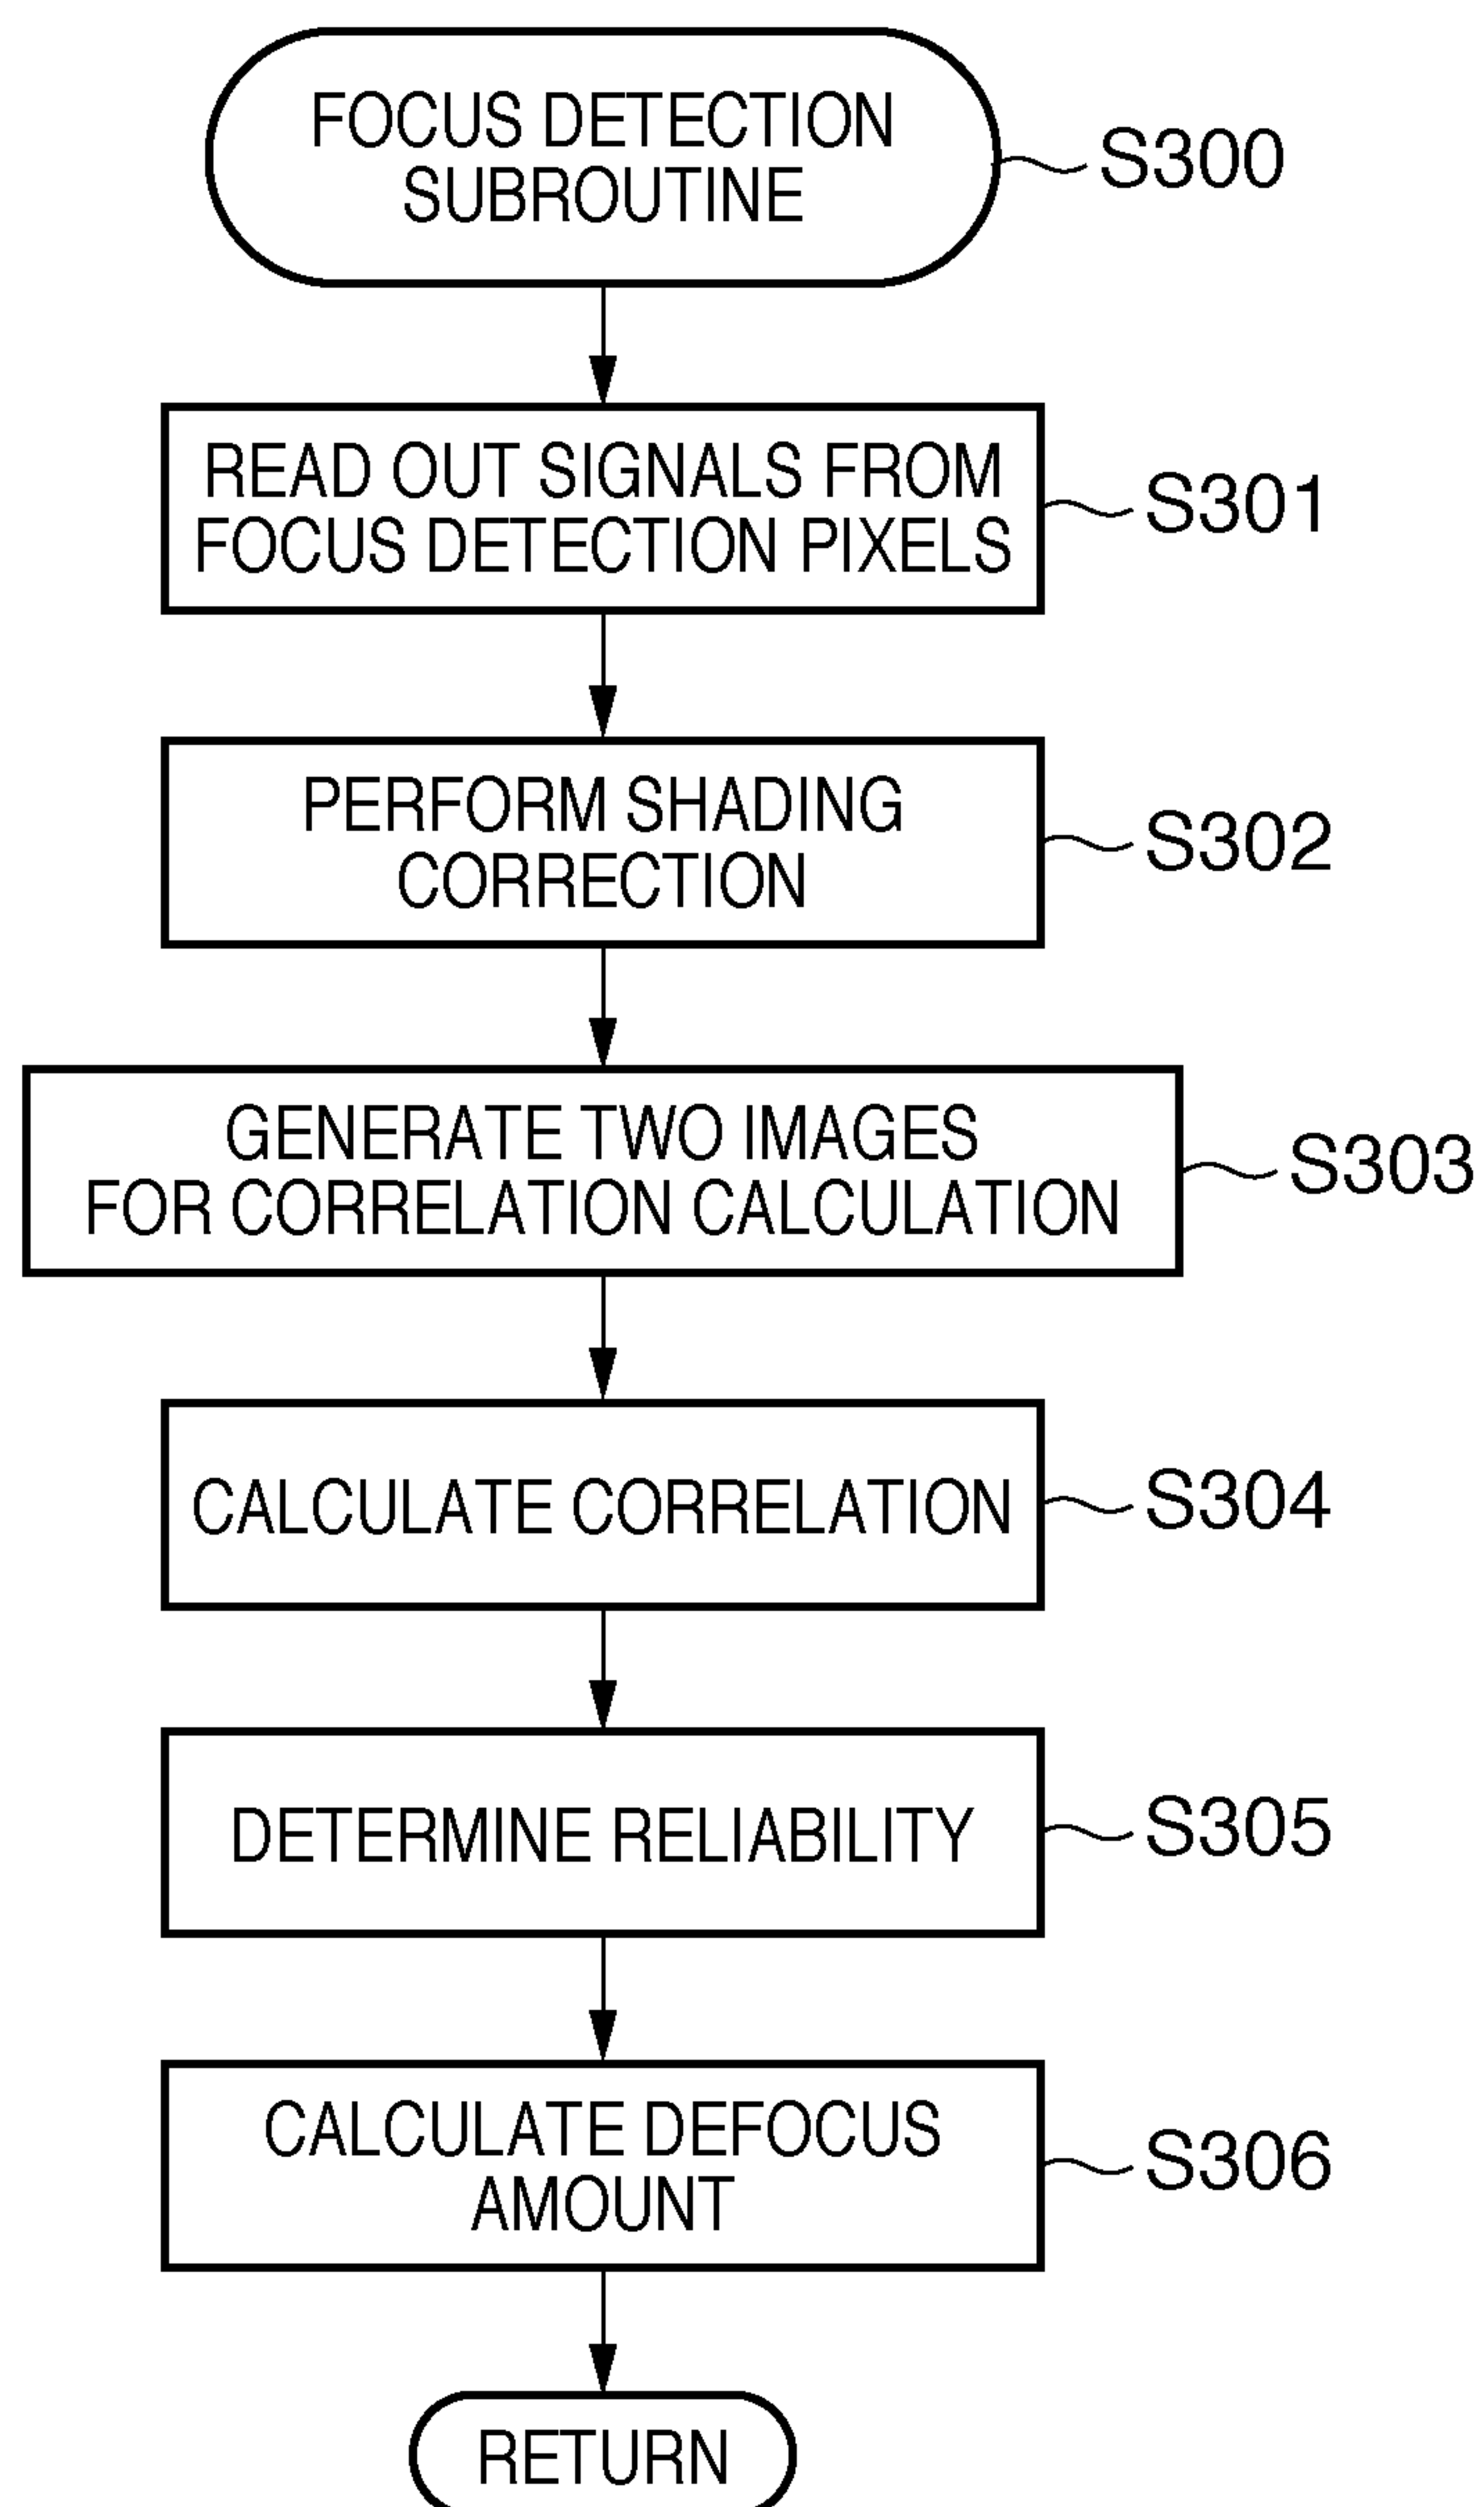 FOCUS DETECTION
SUBROUTINE
S300
READ OUT SIGNALS FROM
FOCUS DETECTION PIXELS
S301
PERFORM SHADING
CORRECTION
S302
GENERATE TWO IMAGES
FOR CORRELATION CALCULATION
S303
CALCULATE CORRELATION
S304
DETERMINE RELIABILITY
S305
CALCULATE DEFOCUS
AMOUNT
S306
RETURN